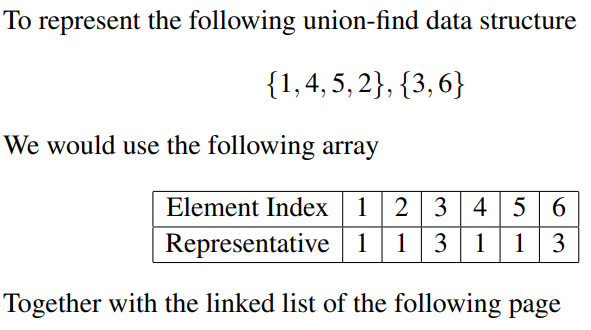 To represent the following union-find data structure
{1,4,5,2},{3,6}
We would use the following array
Element Index 1 2 3 4 5 6
Representative 1 1 3 1 1 3
Together with the linked list of the following page